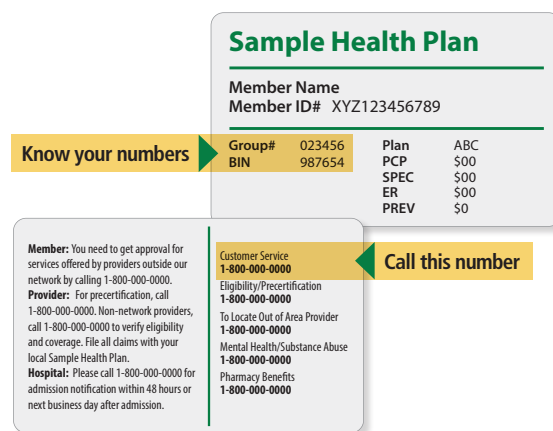 Sample Health Plan
Member Name
Member ID# XYZ123456789
Know your numbers
Group# 023456
BIN 987654
Plan ABC
PCP $00
SPEC $00
ER $00
PREV $0
Member: You need to get approval for
services offered by providers outside our
network by calling 1-800-000-0000.
Provider: For precertification, call
1-800-000-0000. Non-network providers,
call 1-800-000-0000 to verify eligibility
and coverage. File all claims with your
local Sample Health Plan.
Hospital: Please call 1-800-000-0000 for
admission notification within 48 hours or
next business day after admission.
Customer Service
1-800-000-0000
Eligibility/Precertification
1-800-000-0000
To Locate Out of Area Provider
1-800-000-0000
Mental Health/Substance Abuse
1-800-000-0000
Pharmacy Benefits
1-800-000-0000
Call this number